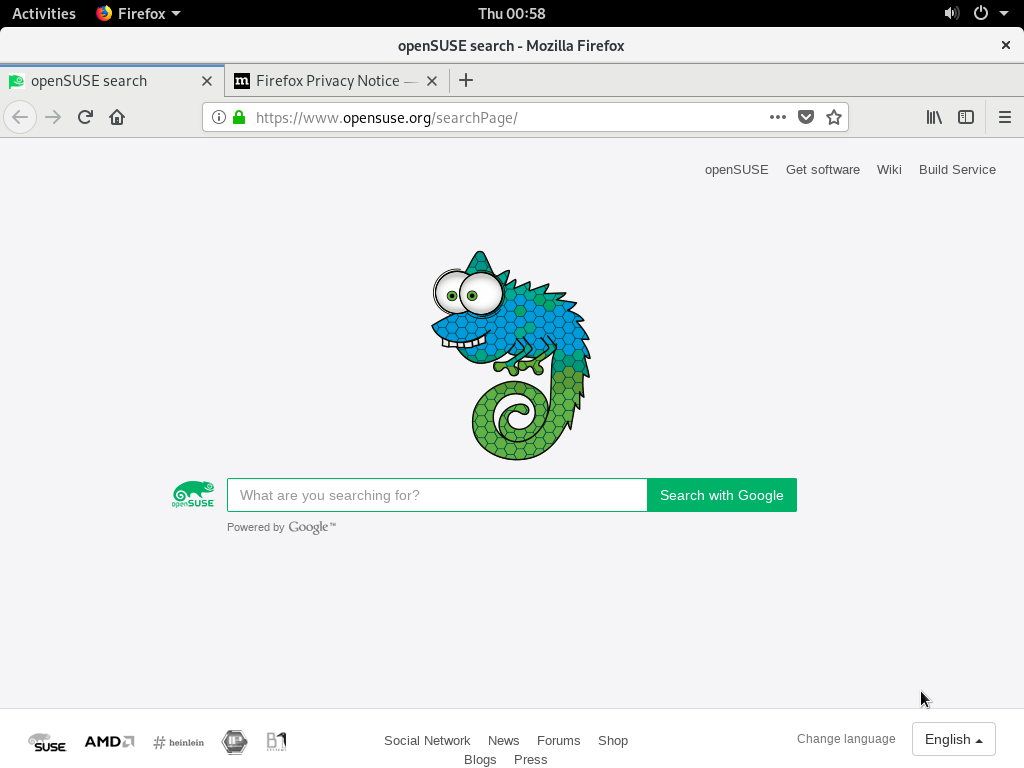 Activities Firefox Thu 00:58
openSUSE search - Mozilla Firefox
openSUSE search
m Firefox Privacy Notice —
https://www.opensuse.org/searchPage/
openSUSE Get software Wiki Build Service
openSUSE
What are you searching for? Search with Google
Powered by Google™
SUSE AMD # heinlein IP B1
Social Network News Forums Shop
Blogs Press
Change language English